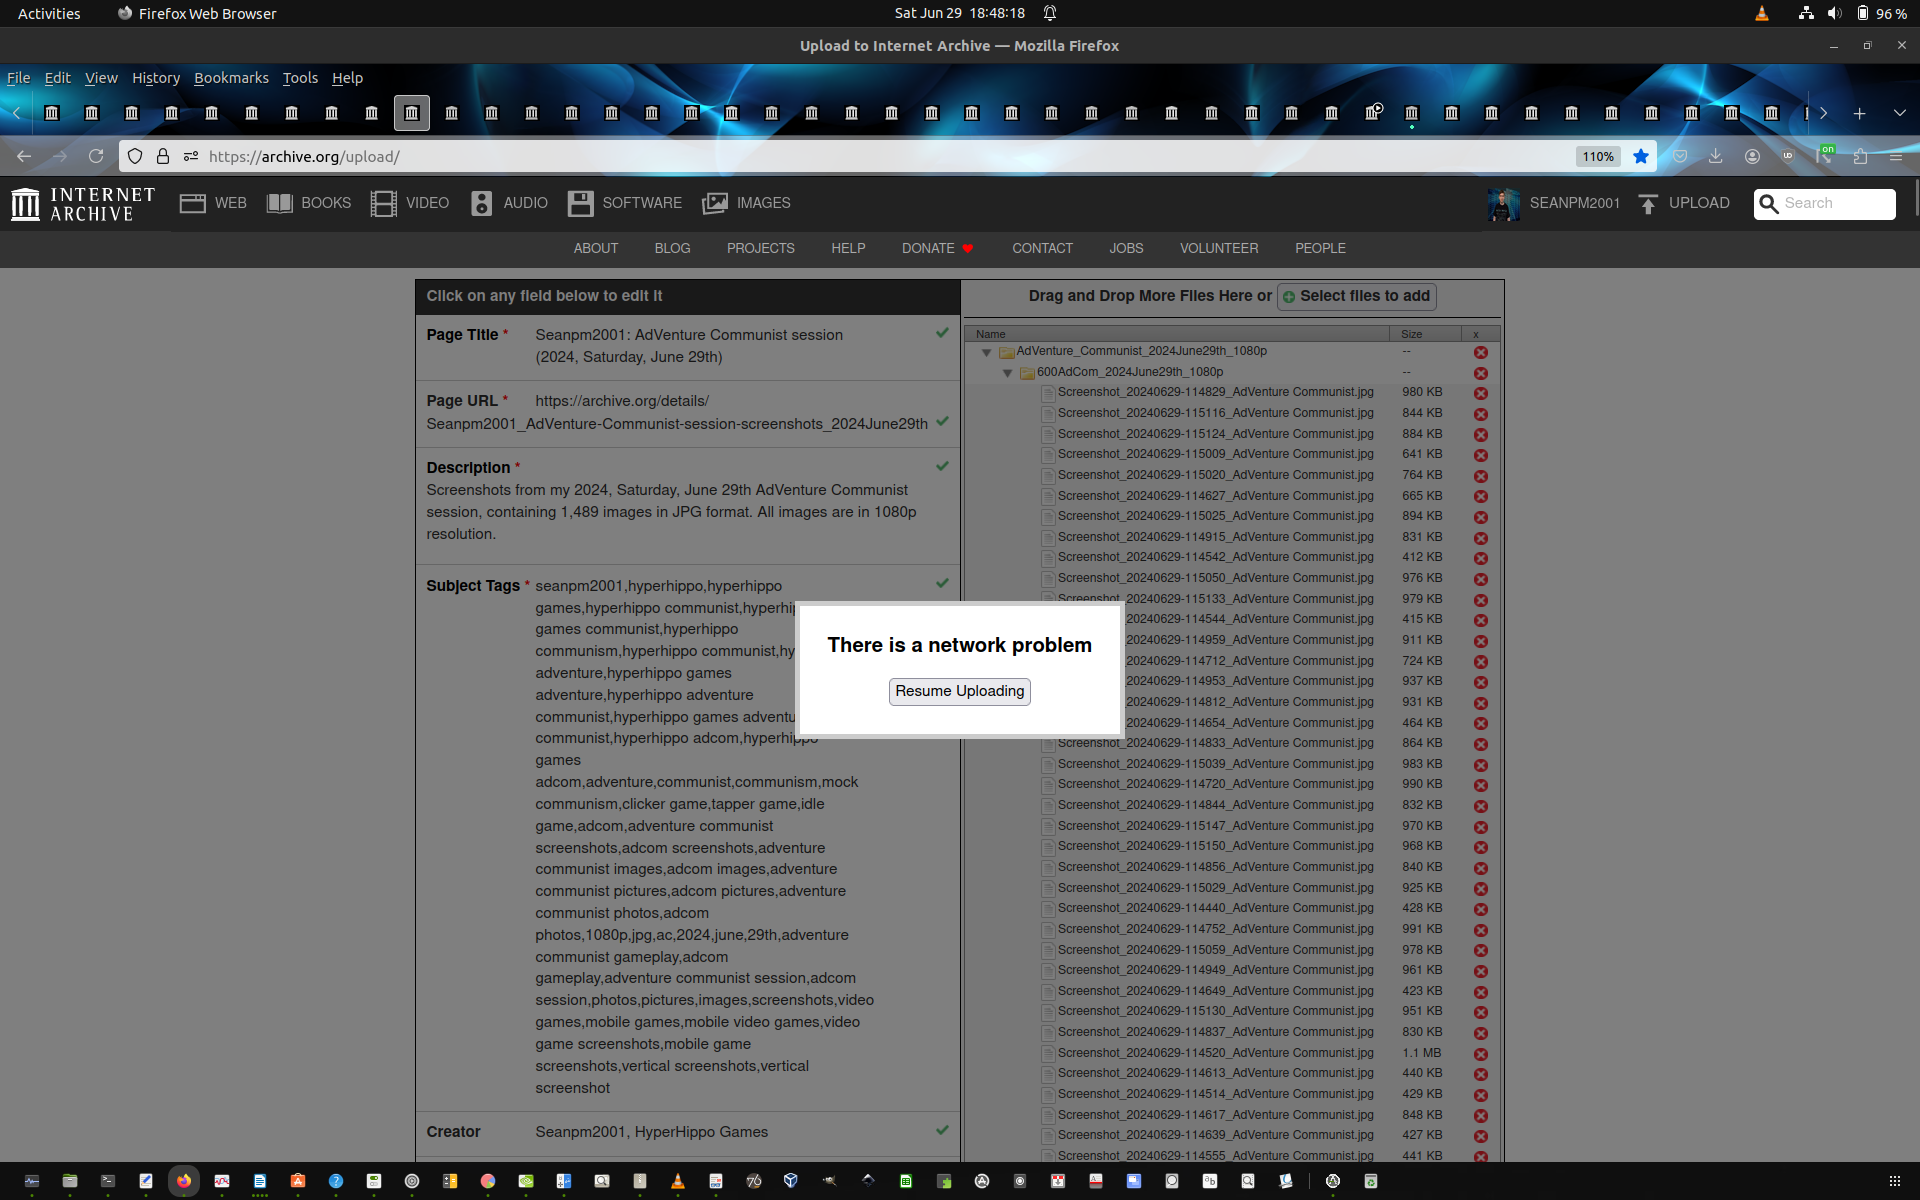 Activities
Firefox Web Browser
Sat Jun 29 18:48:18
96 %
Upload to Internet Archive — Mozilla Firefox
File Edit View History Bookmarks Tools Help
https://archive.org/upload/
110%
on
INTERNET ARCHIVE
WEB BOOKS VIDEO AUDIO SOFTWARE IMAGES
SEANPM2001 UPLOAD Search
ABOUT BLOG PROJECTS HELP DONATE CONTACT JOBS VOLUNTEER PEOPLE
Click on any field below to edit it
Page Title * Seanpm2001: AdVenture Communist session
(2024, Saturday, June 29th)
Page URL * https://archive.org/details/
Seanpm2001_AdVenture-Communist-session-screenshots_2024June29th
Description *
Screenshots from my 2024, Saturday, June 29th AdVenture Communist
session, containing 1,489 images in JPG format. All images are in 1080p
resolution.
Subject Tags * seanpm2001,hyperhippo,hyperhippo
games,hyperhippo communist,hyperhi
games communist,hyperhippo
communism,hyperhippo communist,hy
adventure,hyperhippo games
adventure,hyperhippo adventure
communist,hyperhippo games adventu
communist,hyperhippo adcom,hyperhippo
games
adcom,adventure,communist,communism,mock
communism,clicker game,tapper game,idle
game,adcom,adventure communist
screenshots,adcom screenshots,adventure
communist images,adcom images,adventure
communist pictures,adcom pictures,adventure
communist photos,adcom
photos,1080p,jpg,ac,2024,june,29th,adventure
communist gameplay,adcom
gameplay,adventure communist session,adcom
session,photos,pictures,images,screenshots,video
games,mobile games,mobile video games,video
game screenshots,mobile game
screenshots,vertical screenshots,vertical
screenshot
Creator Seanpm2001, HyperHippo Games
There is a network problem
Resume Uploading
Drag and Drop More Files Here or Select files to add
Name Size x
AdVenture_Communist_2024June29th_1080p --
600AdCom_2024June29th_1080p --
Screenshot_20240629-114829_AdVenture Communist.jpg 980 KB
Screenshot_20240629-115116_AdVenture Communist.jpg 844 KB
Screenshot_20240629-115124_AdVenture Communist.jpg 884 KB
Screenshot_20240629-115009_AdVenture Communist.jpg 641 KB
Screenshot_20240629-115020_AdVenture Communist.jpg 764 KB
Screenshot_20240629-114627_AdVenture Communist.jpg 665 KB
Screenshot_20240629-115025_AdVenture Communist.jpg 894 KB
Screenshot_20240629-114915_AdVenture Communist.jpg 831 KB
Screenshot_20240629-114542_AdVenture Communist.jpg 412 KB
Screenshot_20240629-115050_AdVenture Communist.jpg 976 KB
Screenshot_20240629-115133_AdVenture Communist.jpg 979 KB
_20240629-114544_AdVenture Communist.jpg 415 KB
_20240629-114959_AdVenture Communist.jpg 911 KB
_20240629-114712_AdVenture Communist.jpg 724 KB
_20240629-114953_AdVenture Communist.jpg 937 KB
_20240629-114812_AdVenture Communist.jpg 931 KB
_20240629-114654_AdVenture Communist.jpg 464 KB
Screenshot_20240629-114833_AdVenture Communist.jpg 864 KB
Screenshot_20240629-115039_AdVenture Communist.jpg 983 KB
Screenshot_20240629-114720_AdVenture Communist.jpg 990 KB
Screenshot_20240629-114844_AdVenture Communist.jpg 832 KB
Screenshot_20240629-115147_AdVenture Communist.jpg 970 KB
Screenshot_20240629-115150_AdVenture Communist.jpg 968 KB
Screenshot_20240629-114856_AdVenture Communist.jpg 840 KB
Screenshot_20240629-115029_AdVenture Communist.jpg 925 KB
Screenshot_20240629-114440_AdVenture Communist.jpg 428 KB
Screenshot_20240629-114752_AdVenture Communist.jpg 991 KB
Screenshot_20240629-115059_AdVenture Communist.jpg 978 KB
Screenshot_20240629-114949_AdVenture Communist.jpg 961 KB
Screenshot_20240629-114649_AdVenture Communist.jpg 423 KB
Screenshot_20240629-115130_AdVenture Communist.jpg 951 KB
Screenshot_20240629-114837_AdVenture Communist.jpg 830 KB
Screenshot_20240629-114520_AdVenture Communist.jpg 1.1 MB
Screenshot_20240629-114613_AdVenture Communist.jpg 440 KB
Screenshot_20240629-114514_AdVenture Communist.jpg 429 KB
Screenshot_20240629-114617_AdVenture Communist.jpg 848 KB
Screenshot_20240629-114639_AdVenture Communist.jpg 427 KB
Screenshot_20240629-114555_AdVenture Communist.jpg 441 KB